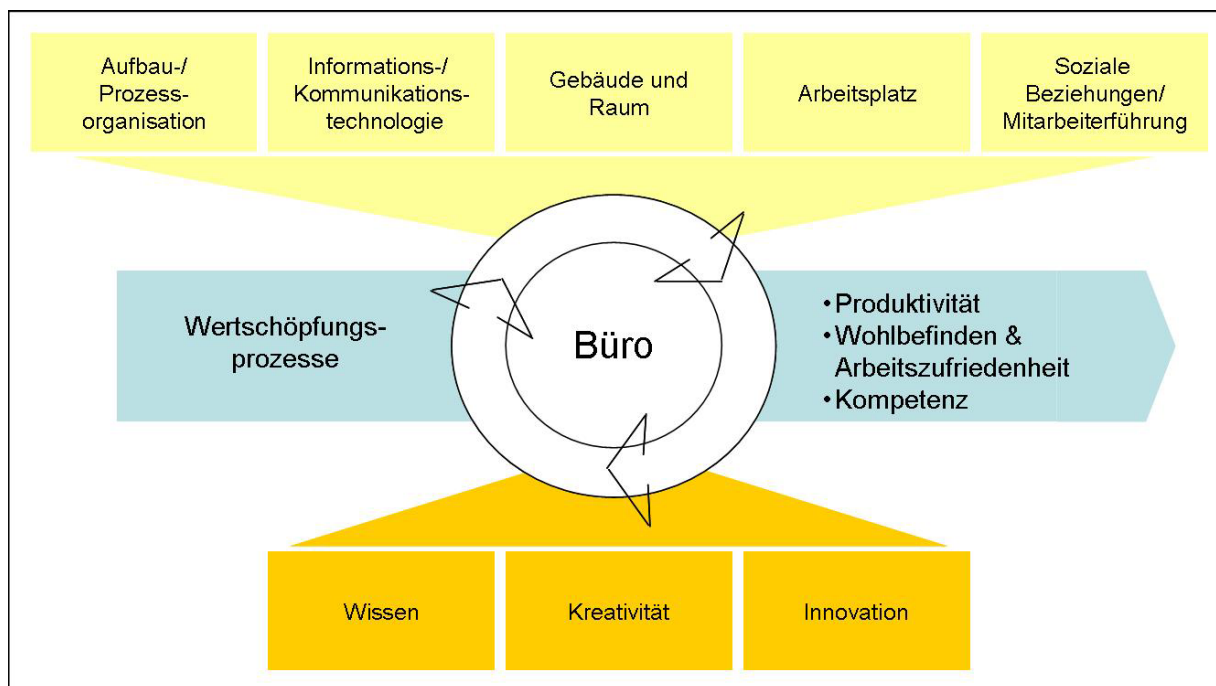 Aufbau-/
Prozess-
organisation
Informations-/
Kommunikations-
technologie
Gebäude und
Raum
Arbeitsplatz
Soziale
Beziehungen/
Mitarbeiterführung
Wertschöpfungs-
prozesse
Büro
•Produktivität
•Wohlbefinden &
Arbeitszufriedenheit
•Kompetenz
Wissen
Kreativität
Innovation